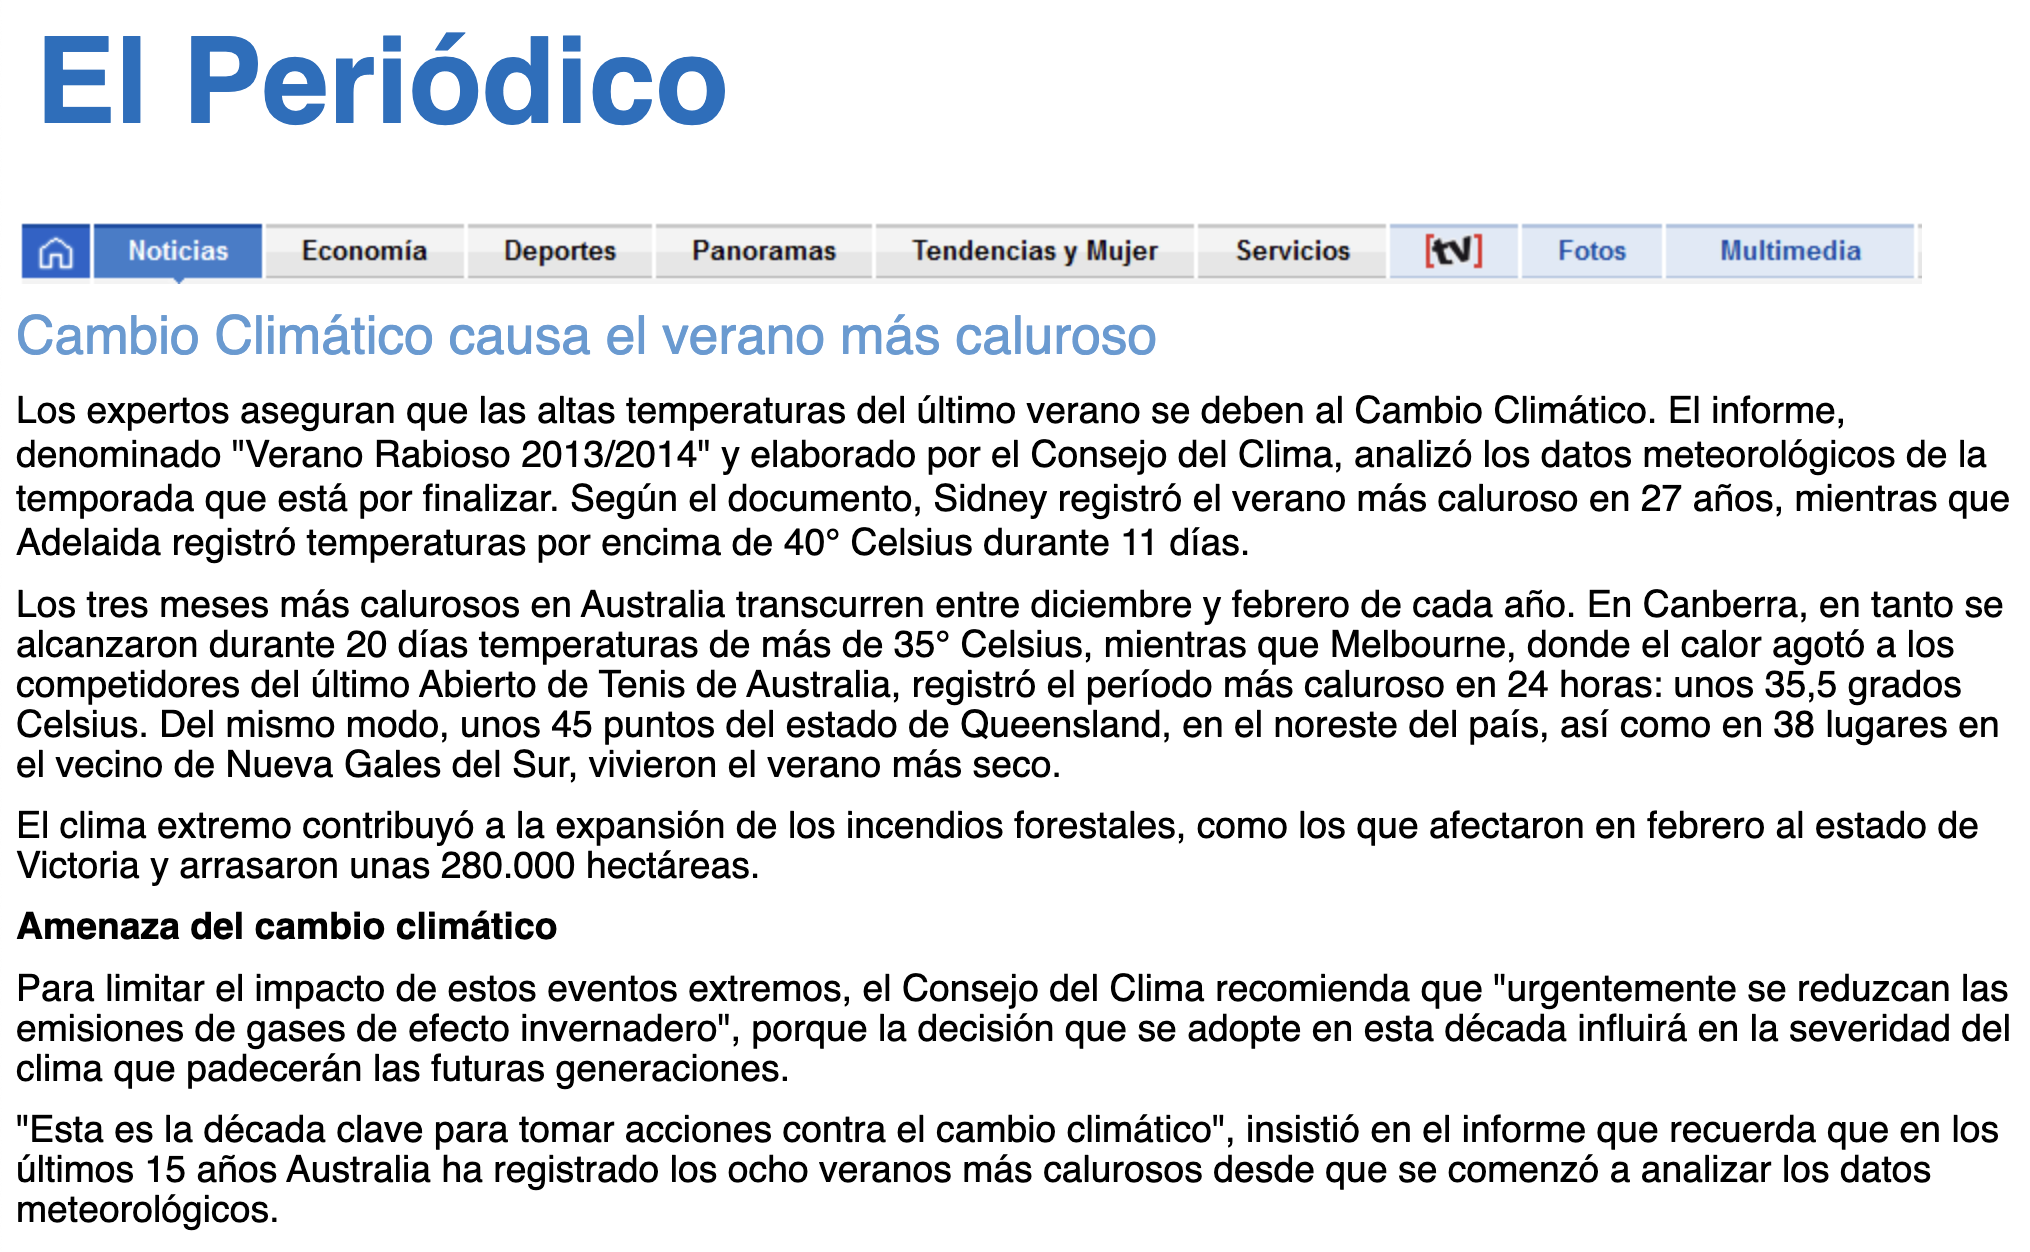 El Periódico
Noticias Economía Deportes Panoramas Tendencias y Mujer Servicios [tv] Fotos Multimedia
Cambio Climático causa el verano más caluroso
Los expertos aseguran que las altas temperaturas del último verano se deben al Cambio Climático. El informe,
denominado "Verano Rabioso 2013/2014" y elaborado por el Consejo del Clima, analizó los datos meteorológicos de la
temporada que está por finalizar. Según el documento, Sidney registró el verano más caluroso en 27 años, mientras que
Adelaida registró temperaturas por encima de 40° Celsius durante 11 días.
Los tres meses más calurosos en Australia transcurren entre diciembre y febrero de cada año. En Canberra, en tanto se
alcanzaron durante 20 días temperaturas de más de 35° Celsius, mientras que Melbourne, donde el calor agotó a los
competidores del último Abierto de Tenis de Australia, registró el período más caluroso en 24 horas: unos 35,5 grados
Celsius. Del mismo modo, unos 45 puntos del estado de Queensland, en el noreste del país, así como en 38 lugares en
el vecino de Nueva Gales del Sur, vivieron el verano más seco.
El clima extremo contribuyó a la expansión de los incendios forestales, como los que afectaron en febrero al estado de
Victoria y arrasaron unas 280.000 hectáreas.
Amenaza del cambio climático
Para limitar el impacto de estos eventos extremos, el Consejo del Clima recomienda que "urgentemente se reduzcan las
emisiones de gases de efecto invernadero", porque la decisión que se adopte en esta década influirá en la severidad del
clima que padecerán las futuras generaciones.
"Esta es la década clave para tomar acciones contra el cambio climático", insistió en el informe que recuerda que en los
últimos 15 años Australia ha registrado los ocho veranos más calurosos desde que se comenzó a analizar los datos
meteorológicos.